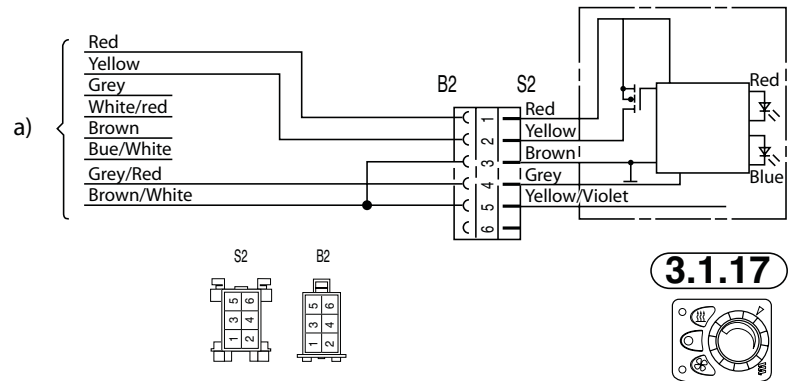 a)
Red
Yellow
Grey
White/red
Brown
Bue/White
Grey/Red
Brown/White
B2
S2
1
2
3
4
5
6
Red
Yellow
Brown
Grey
Yellow/Violet
Red
Blue
S2
5 6
3 4
1 2
B2
5 6
3 4
1 2
3.1.17